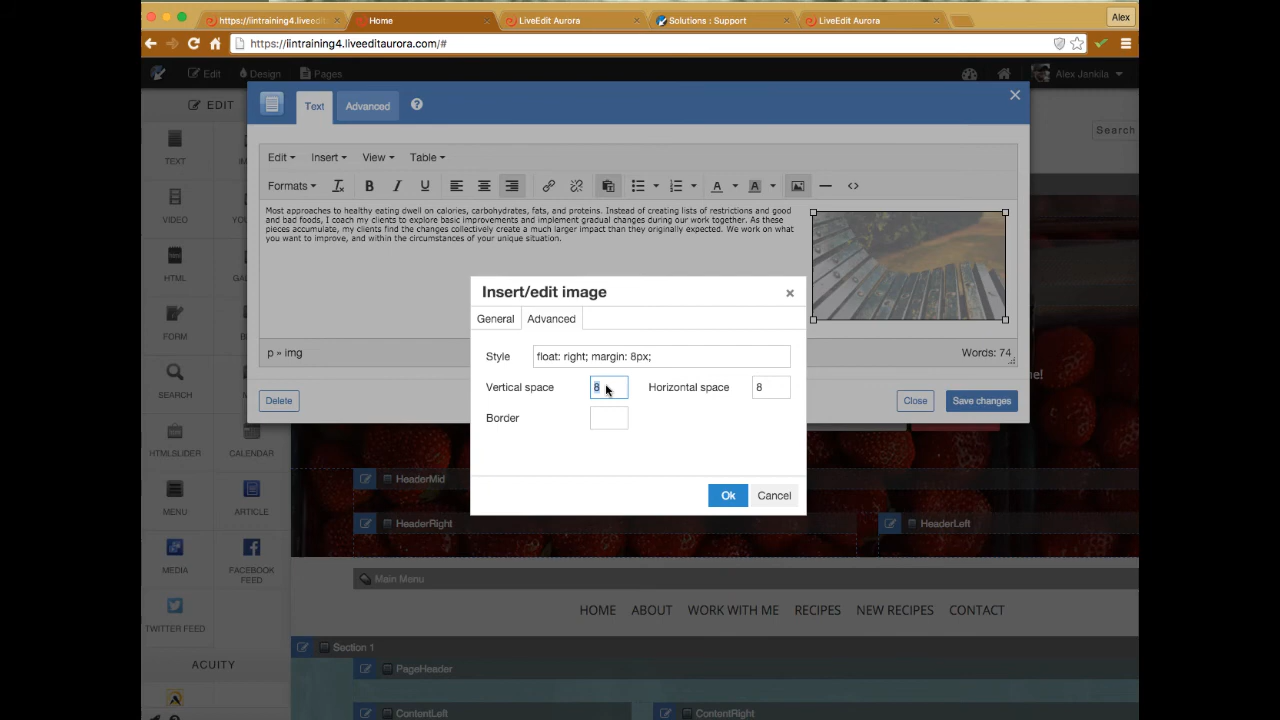 https://iintraining4.liveedit
Home
LiveEdit Aurora
Solutions : Support
LiveEdit Aurora
Alex
https://iintraining4.liveeditaurora.com/#
Edit
Design
Pages
Alex Jankila
EDIT
Text
Advanced
Search
Edit
Insert
View
Table
Formats
B
I
U
A
A
TEXT
VIDEO
HTML
FORM
SEARCH
HTMLSLIDER
CALENDAR
MENU
ARTICLE
MEDIA
FACEBOOK
FEED
TWITTER FEED
ACUITY
Most approaches to healthy eating dwell on calories, carbohydrates, fats, and proteins. Instead of creating lists of restrictions and good
and bad foods, I coach my clients to explore basic improvements and implement gradual changes during our work together. As these
pieces accumulate, my clients find the changes collectively create a much larger impact than they originally expected. We work on what
you want to improve, and within the circumstances of your unique situation.
Insert/edit image
General
Advanced
Style
float: right; margin: 8px;
Vertical space
8
Horizontal space
8
Border
Ok
Cancel
p » img
Words: 74
Delete
Close
Save changes
HeaderMid
HeaderRight
HeaderLeft
Main Menu
HOME
ABOUT
WORK WITH ME
RECIPES
NEW RECIPES
CONTACT
Section 1
PageHeader
ContentLeft
ContentRight